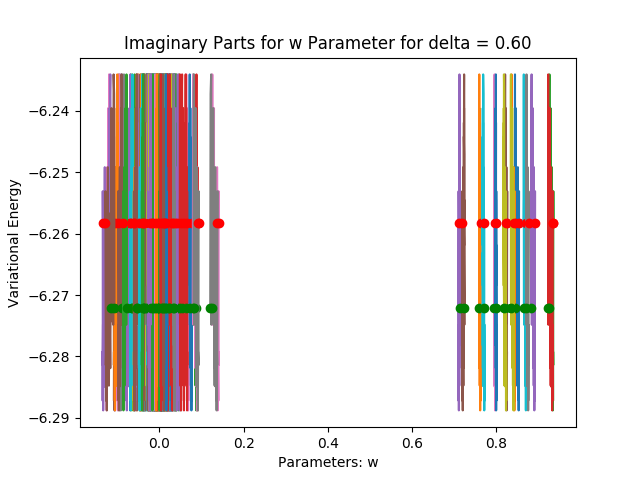 Imaginary Parts for w Parameter for delta = 0.60
Variational Energy
−6.24
−6.25
−6.26
−6.27
−6.28
−6.29
0.0 0.2 0.4 0.6 0.8
Parameters: w